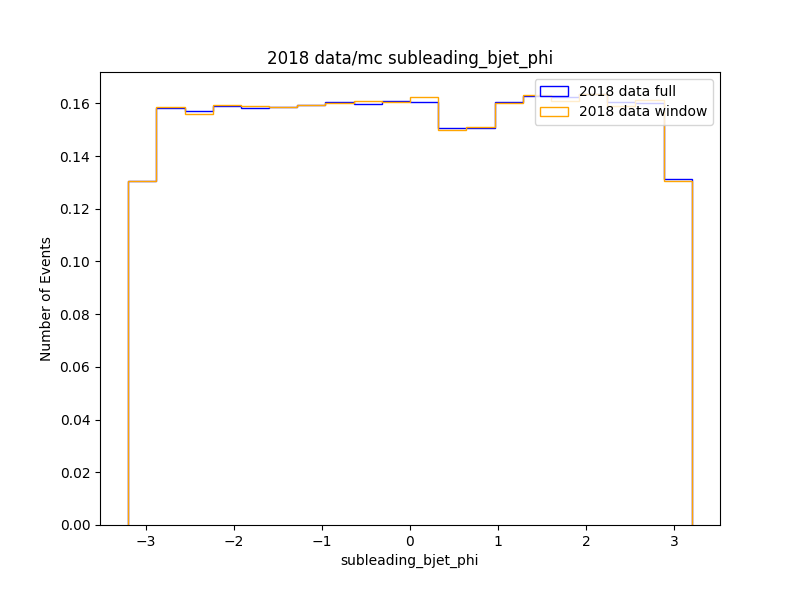 2018 data/mc subleading_bjet_phi
2018 data full
2018 data window
Number of Events
0.16
0.14
0.12
0.10
0.08
0.06
0.04
0.02
0.00
−3 −2 −1 0 1 2 3
subleading_bjet_phi